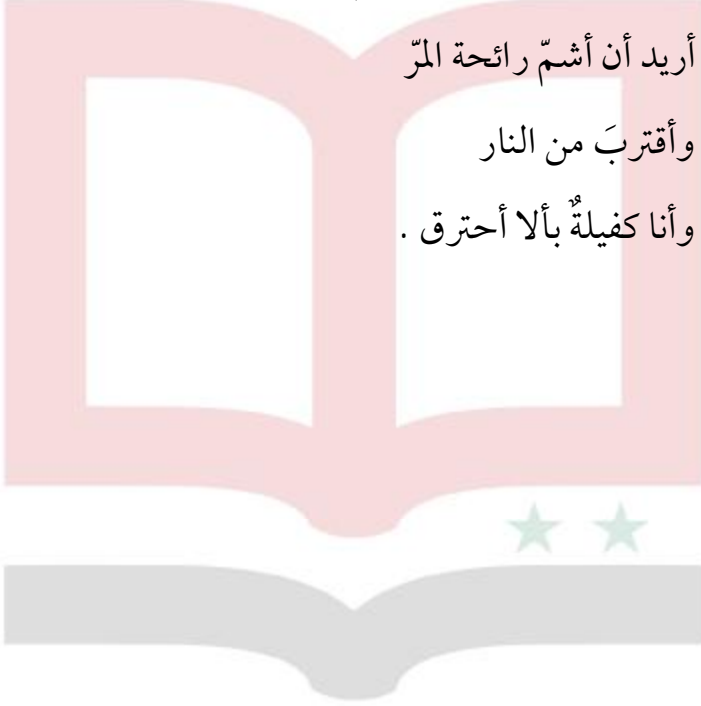 أريد أن أشمّ رائحة المرّ
وأقتربَ من النار
وأنا كفيلةٌ بألا أحترق .